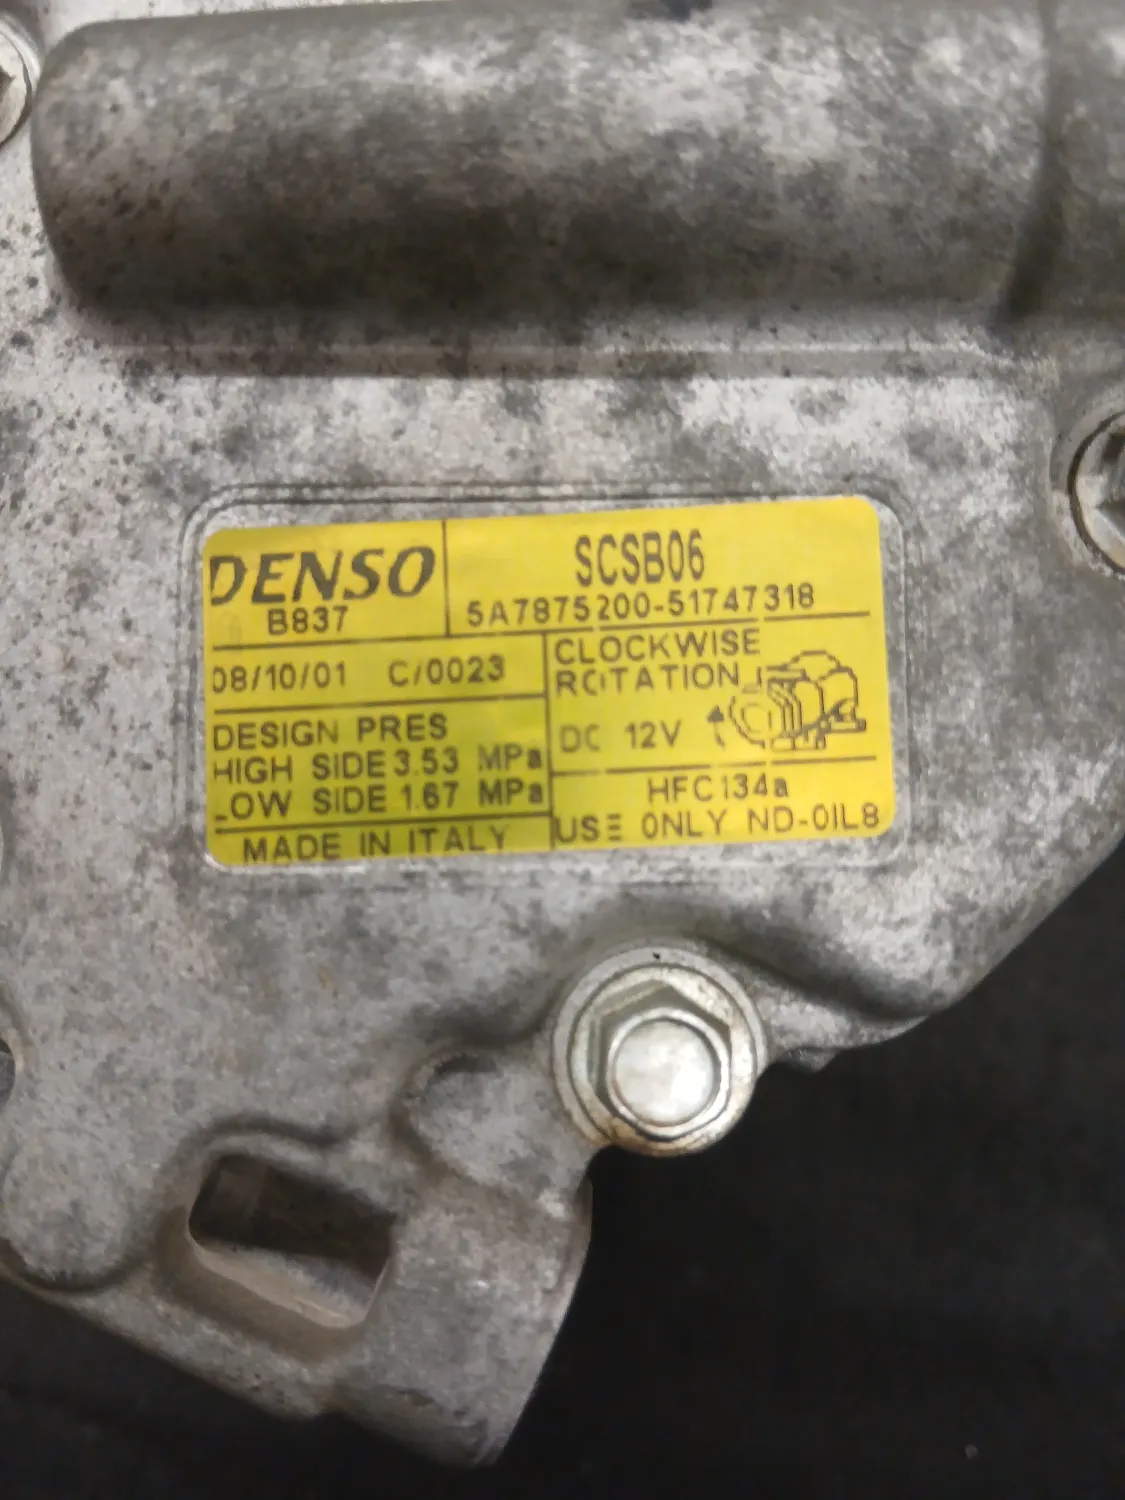 DENSO
B837
SCSB06
5A7875200-51747318
08/10/01 C/0023
CLOCKWISE
ROTATION
DC 12V
DESIGN PRES
HIGH SIDE 3.53 MPa
LOW SIDE 1.67 MPa
MADE IN ITALY
HFC134a
USE ONLY ND-OIL8